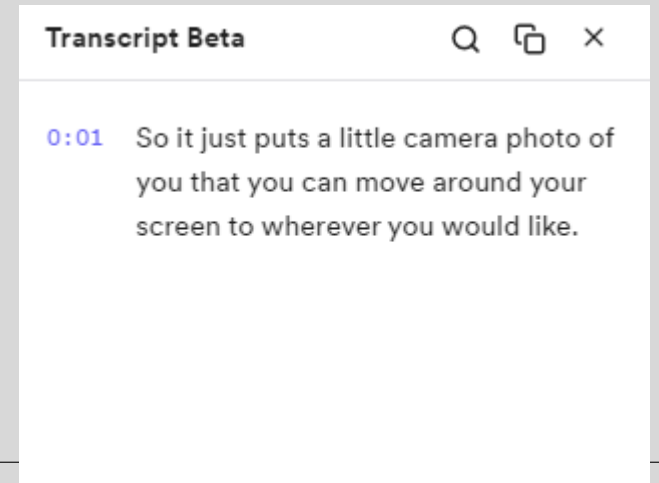 Transcript Beta
0:01 So it just puts a little camera photo of
you that you can move around your
screen to wherever you would like.